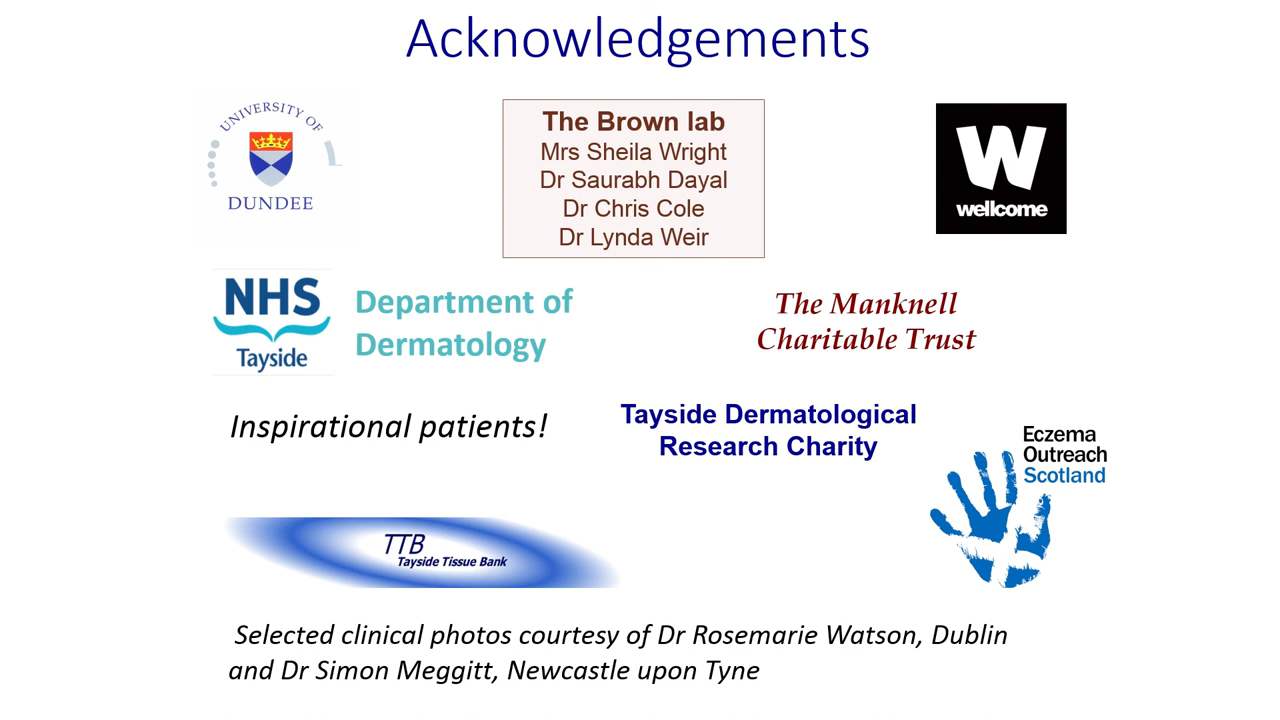 Acknowledgements
UNIVERSITY OF
DUNDEE
The Brown lab
Mrs Sheila Wright
Dr Saurabh Dayal
Dr Chris Cole
Dr Lynda Weir
W
wellcome
NHS
Tayside
Department of
Dermatology
The Manknell
Charitable Trust
Inspirational patients!
Tayside Dermatological
Research Charity
Eczema
Outreach
Scotland
TTB
Tayside Tissue Bank
Selected clinical photos courtesy of Dr Rosemarie Watson, Dublin
and Dr Simon Meggitt, Newcastle upon Tyne